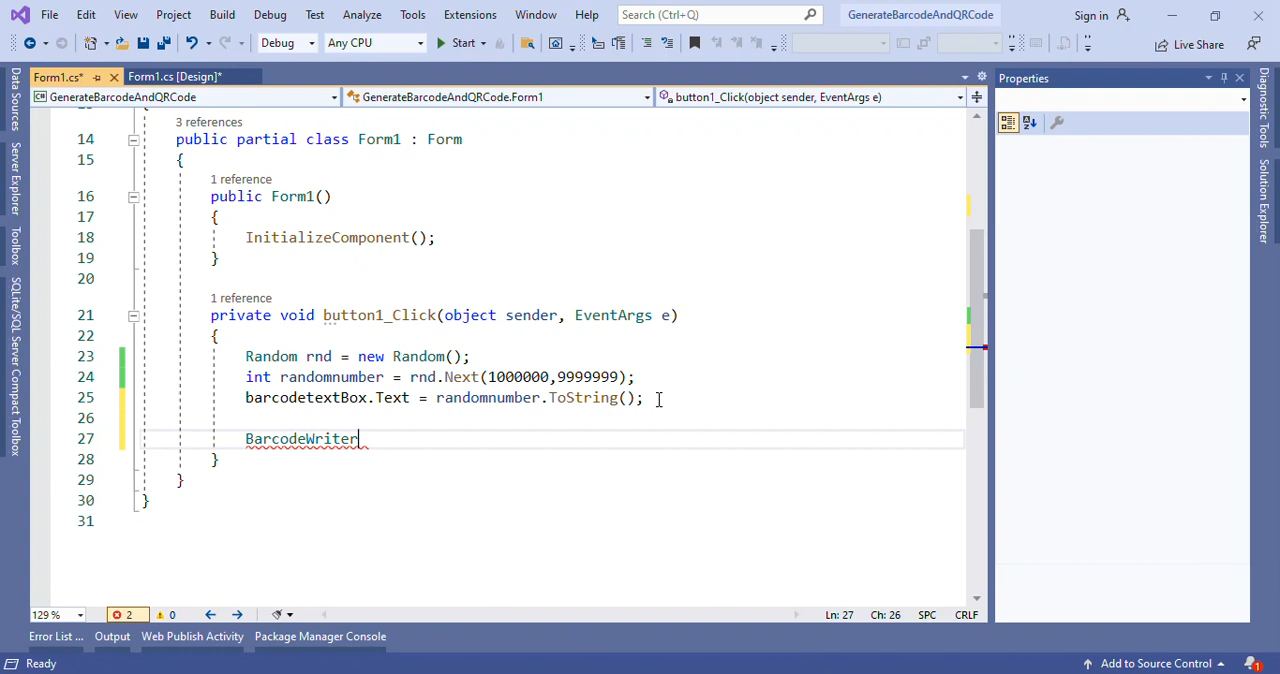 File Edit View Project Build Debug Test Analyze Tools Extensions Window Help Search (Ctrl+Q) GenerateBarcodeAndQRCode Sign in
Debug Any CPU Start Live Share
Form1.cs* Form1.cs [Design]* Properties
GenerateBarcodeAndQRCode GenerateBarcodeAndQRCode.Form1 button1_Click(object sender, EventArgs e)
3 references
14 public partial class Form1 : Form
15 {
1 reference
16 public Form1()
17 {
18 InitializeComponent();
19 }
20
1 reference
21 private void button1_Click(object sender, EventArgs e)
22 {
23 Random rnd = new Random();
24 int randomnumber = rnd.Next(1000000,9999999);
25 barcodetextBox.Text = randomnumber.ToString();
26
27 BarcodeWriter
28 }
29 }
30 }
31
129 % 2 0 Ln: 27 Ch: 26 SPC CRLF
Error List ... Output Web Publish Activity Package Manager Console
Ready Add to Source Control 1
Data Sources
Server Explorer
Toolbox
SQLite/SQL Server Compact Toolbox
Diagnostic Tools
Solution Explorer